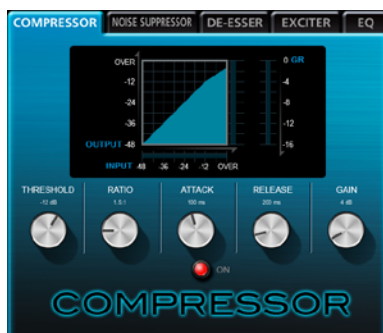 COMPRESSOR NOISE SUPPRESSOR DE-ESSER EXCITER EQ
OVER 0 GR
-12 -4
-24 -8
-36 -12
OUTPUT -48 -16
INPUT -48 -36 -24 -12 OVER
THRESHOLD RATIO ATTACK RELEASE GAIN
-12 dB 1.5:1 100 ms 200 ms 4 dB
ON
COMPRESSOR